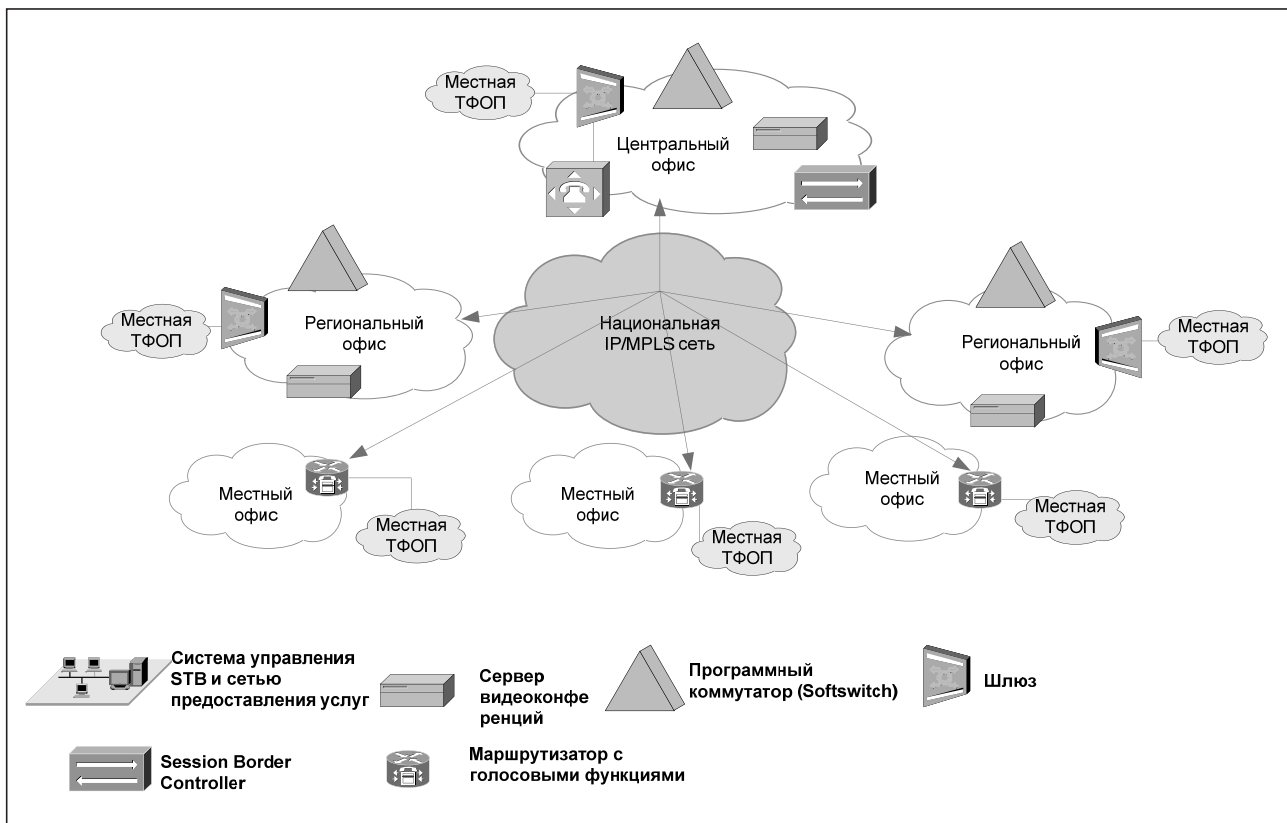 Местная
ТФОП
Центральный
офис
Местная
ТФОП
Региональный
офис
Национальная
IP/MPLS сеть
Региональный
офис
Местная
ТФОП
Местный
офис
Местная
ТФОП
Местный
офис
Местная
ТФОП
Местный
офис
Местная
ТФОП
Система управления
STB и сетью
предоставления услуг
Сервер
видеоконфе
ренций
Программный
коммутатор (Softswitch)
Шлюз
Session Border
Controller
Маршрутизатор с
голосовыми функциями